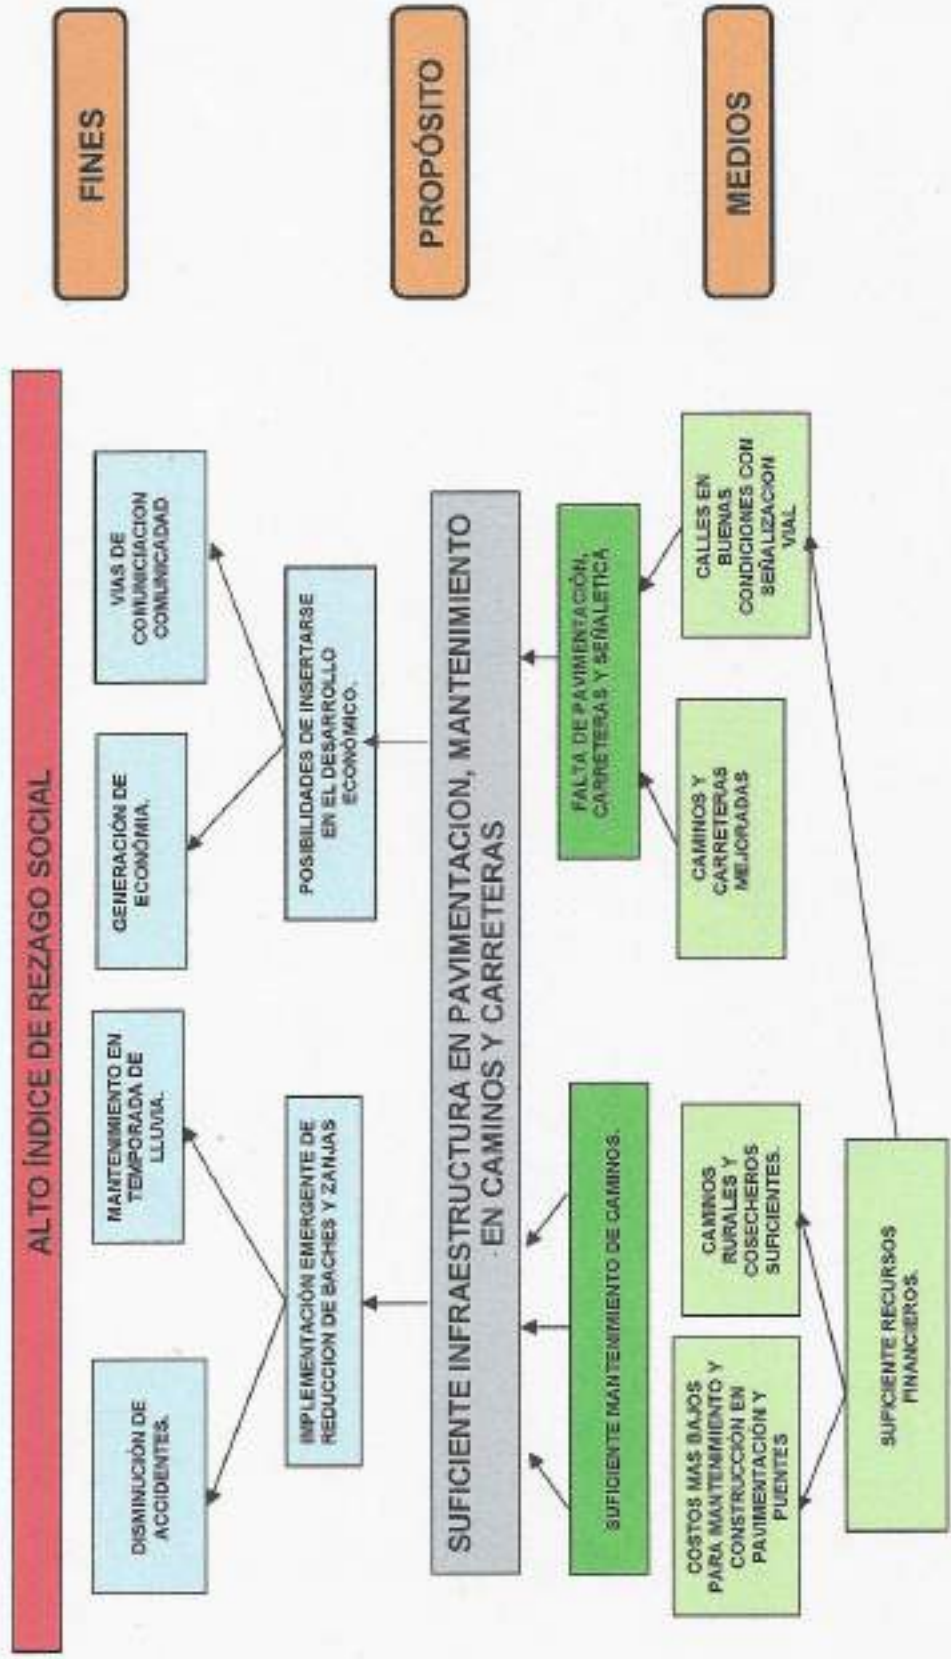 ALTO ÍNDICE DE REZAGO SOCIAL
FINES
DISMINUCIÓN DE
ACCIDENTES.
MANTENIMIENTO EN
TEMPORADA DE
LLUVIA.
GENERACIÓN DE
ECONÓMIA.
VIAS DE
COMUNICIACION
COMUNICADAD
IMPLEMENTACIÓN EMERGENTE DE
REDUCCION DE BACHES Y ZANJAS
POSIBILIDADES DE INSERTARSE
EN EL DESARROLLO
ECONÓMICO.
PROPÓSITO
SUFICIENTE INFRAESTRUCTURA EN PAVIMENTACION, MANTENIMIENTO
EN CAMINOS Y CARRETERAS
SUFICIENTE MANTENIMIENTO DE CAMINOS.
FALTA DE PAVIMENTACIÓN,
CARRETERAS Y SEÑALETICA
MEDIOS
COSTOS MAS BAJOS
PARA MANTENIMIENTO Y
CONSTRUCCIÓN EN
PAVIMENTACIÓN Y
PUENTES
CAMINOS
RURALES Y
COSECHEROS
SUFICIENTES.
CAMINOS Y
CARRETERAS
MEJORADAS
CALLES EN
BUENAS
CONDICIONES CON
SEÑALIZACION
VIAL
SUFICIENTE RECURSOS
FINANCIEROS.